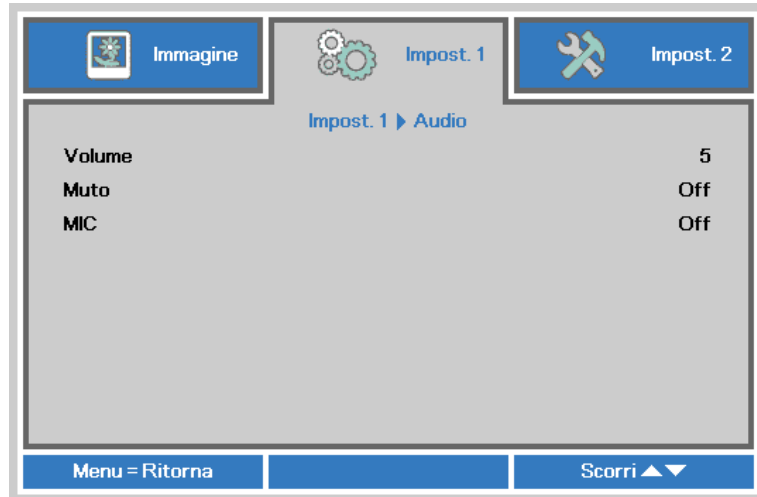 Immagine
Impost. 1
Impost. 2
Impost. 1 ▶ Audio
Volume 5
Muto Off
MIC Off
Menu = Ritorna
Scorri ▲▼